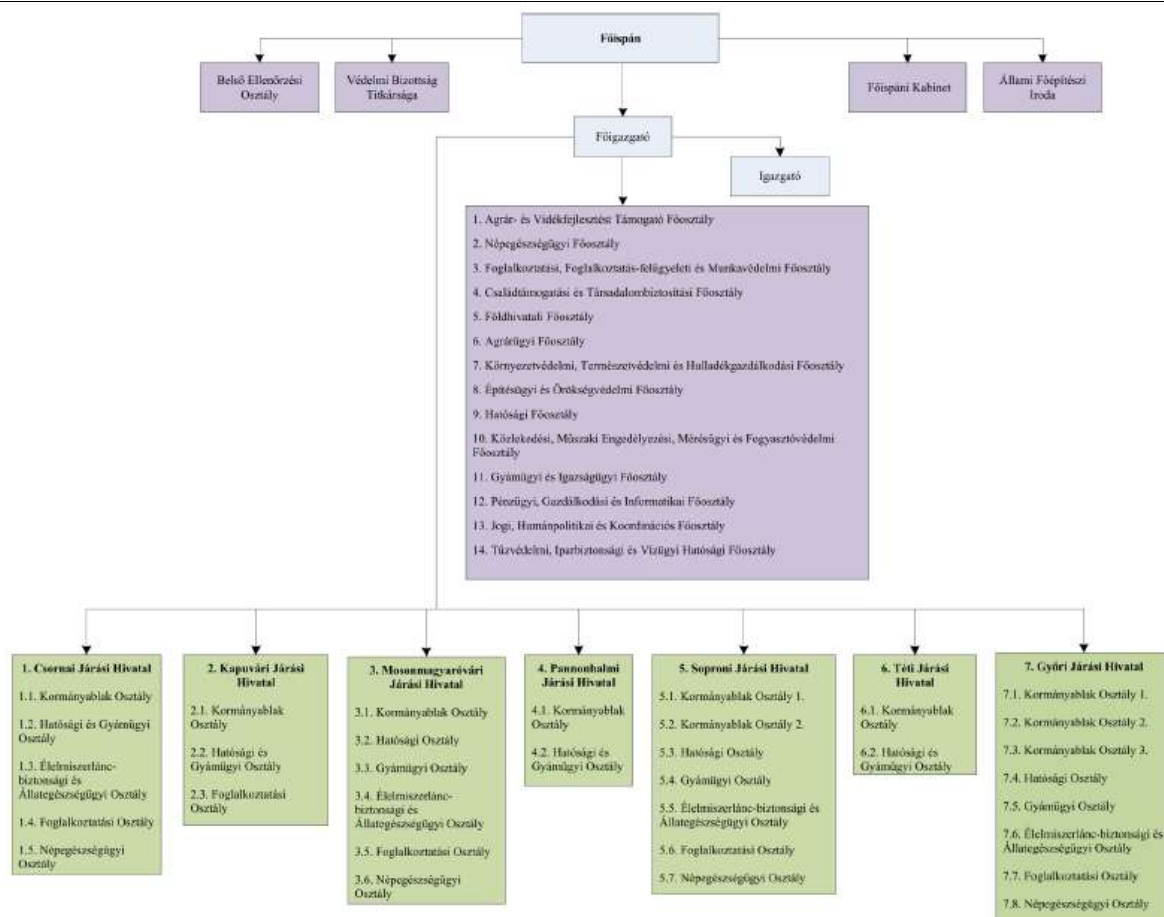 Főispán
Belső Ellenőrzési
Osztály
Védelmi Bizottság
Titkársága
Főispáni Kabinet
Állami Főépítészi
Iroda
Főigazgató
Igazgató
1. Agrár- és Vidékfejlesztést Támogató Főosztály
2. Népegészségügyi Főosztály
3. Foglalkoztatási, Foglalkoztatás-felügyeleti és Munkavédelmi Főosztály
4. Családtámogatási és Társadalombiztosítási Főosztály
5. Földhivatali Főosztály
6. Agrárügyi Főosztály
7. Környezetvédelmi, Természetvédelmi és Hulladékgazdálkodási Főosztály
8. Építésügyi és Örökségvédelmi Főosztály
9. Hatósági Főosztály
10. Közlekedési, Műszaki Engedélyezési, Mérésügyi és Fogyasztóvédelmi
Főosztály
11. Gyámügyi és Igazságügyi Főosztály
12. Pénzügyi, Gazdálkodási és Informatikai Főosztály
13. Jogi, Humánpolitikai és Koordinációs Főosztály
14. Tűzvédelmi, Iparbiztonsági és Vízügyi Hatósági Főosztály
1. Csornai Járási Hivatal
1.1. Kormányablak Osztály
1.2. Hatósági és Gyámügyi
Osztály
1.3. Élelmiszerlánc-
biztonsági és
Állategészségügyi Osztály
1.4. Foglalkoztatási Osztály
1.5. Népegészségügyi
Osztály
2. Kapuvári Járási
Hivatal
2.1. Kormányablak
Osztály
2.2. Hatósági és
Gyámügyi Osztály
2.3. Foglalkoztatási
Osztály
3. Mosonmagyaróvári
Járási Hivatal
3.1. Kormányablak Osztály
3.2. Hatósági Osztály
3.3. Gyámügyi Osztály
3.4. Élelmiszerlánc-
biztonsági és
Állategészségügyi Osztály
3.5. Foglalkoztatási Osztály
3.6. Népegészségügyi
Osztály
4. Pannonhalmi
Járási Hivatal
4.1. Kormányablak
Osztály
4.2. Hatósági és
Gyámügyi Osztály
5. Soproni Járási Hivatal
5.1. Kormányablak Osztály 1.
5.2. Kormányablak Osztály 2.
5.3. Hatósági Osztály
5.4. Gyámügyi Osztály
5.5. Élelmiszerlánc-biztonsági és
Állategészségügyi Osztály
5.6. Foglalkoztatási Osztály
5.7. Népegészségügyi Osztály
6. Téti Járási
Hivatal
6.1. Kormányablak
Osztály
6.2. Hatósági és
Gyámügyi Osztály
7. Győri Járási Hivatal
7.1. Kormányablak Osztály 1.
7.2. Kormányablak Osztály 2.
7.3. Kormányablak Osztály 3.
7.4. Hatósági Osztály
7.5. Gyámügyi Osztály
7.6. Élelmiszerlánc-biztonsági és
Állategészségügyi Osztály
7.7. Foglalkoztatási Osztály
7.8. Népegészségügyi Osztály